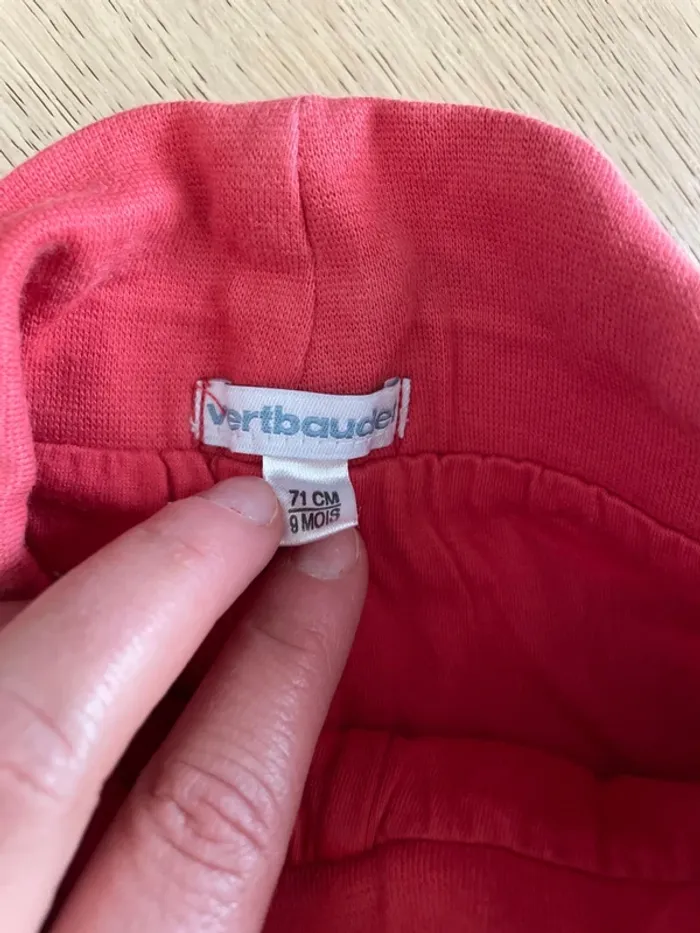 vertbaudet
71 CM
9 MOIS